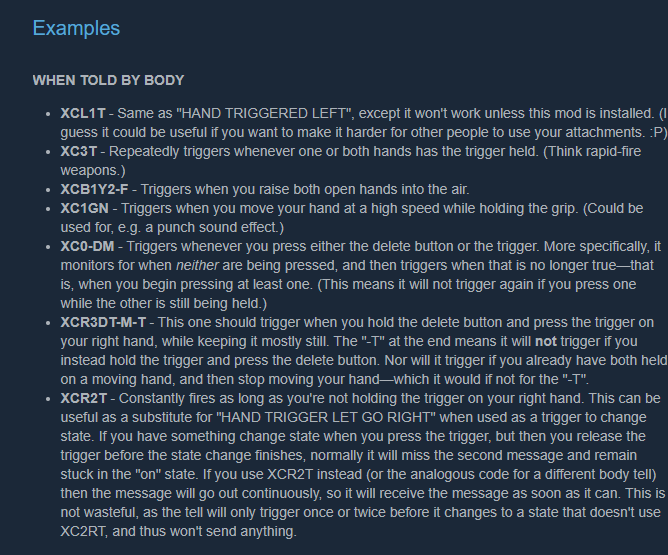 Examples
WHEN TOLD BY BODY
• XCL1T - Same as "HAND TRIGGERED LEFT", except it won't work unless this mod is installed. (I
guess it could be useful if you want to make it harder for other people to use your attachments. :P)
• XC3T - Repeatedly triggers whenever one or both hands has the trigger held. (Think rapid-fire
weapons.)
• XCB1Y2-F - Triggers when you raise both open hands into the air.
• XC1GN - Triggers when you move your hand at a high speed while holding the grip. (Could be
used for, e.g. a punch sound effect.)
• XC0-DM - Triggers whenever you press either the delete button or the trigger. More specifically, it
monitors for when neither are being pressed, and then triggers when that is no longer true—that
is, when you begin pressing at least one. (This means it will not trigger again if you press one
while the other is still being held.)
• XCR3DT-M-T - This one should trigger when you hold the delete button and press the trigger on
your right hand, while keeping it mostly still. The "-T" at the end means it will not trigger if you
instead hold the trigger and press the delete button. Nor will it trigger if you already have both held
on a moving hand, and then stop moving your hand—which it would if not for the "-T".
• XCR2T - Constantly fires as long as you're not holding the trigger on your right hand. This can be
useful as a substitute for "HAND TRIGGER LET GO RIGHT" when used as a trigger to change
state. If you have something change state when you press the trigger, but then you release the
trigger before the state change finishes, normally it will miss the second message and remain
stuck in the "on" state. If you use XCR2T instead (or the analogous code for a different body tell)
then the message will go out continuously, so it will receive the message as soon as it can. This is
not wasteful, as the tell will only trigger once or twice before it changes to a state that doesn't use
XC2RT, and thus won't send anything.